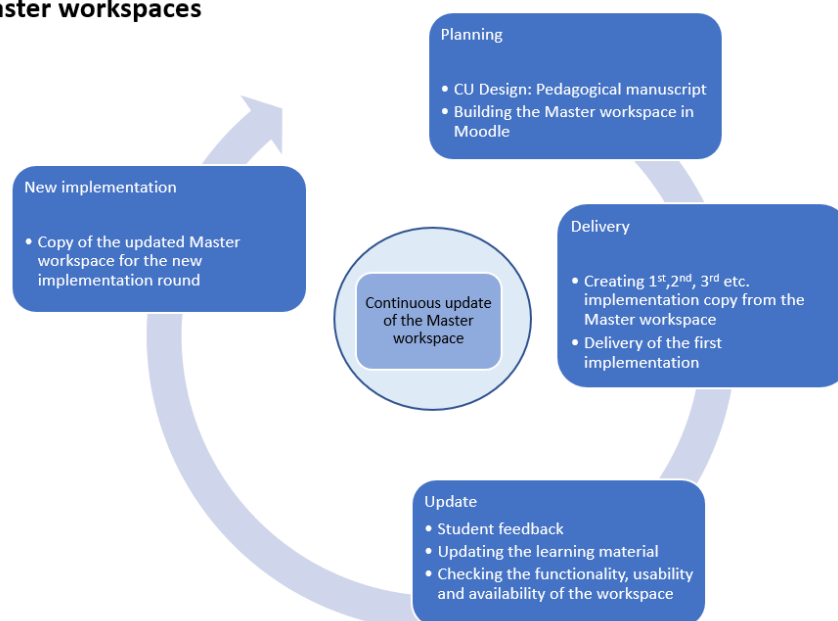 workspaces
Planning
• CU Design: Pedagogical manuscript
• Building the Master workspace in
Moodle
New implementation
• Copy of the updated Master
workspace for the new
implementation round
Delivery
• Creating 1st,2nd, 3rd etc.
implementation copy from the
Master workspace
• Delivery of the first
implementation
Continuous update
of the Master
workspace
Update
• Student feedback
• Updating the learning material
• Checking the functionality, usability
and availability of the workspace